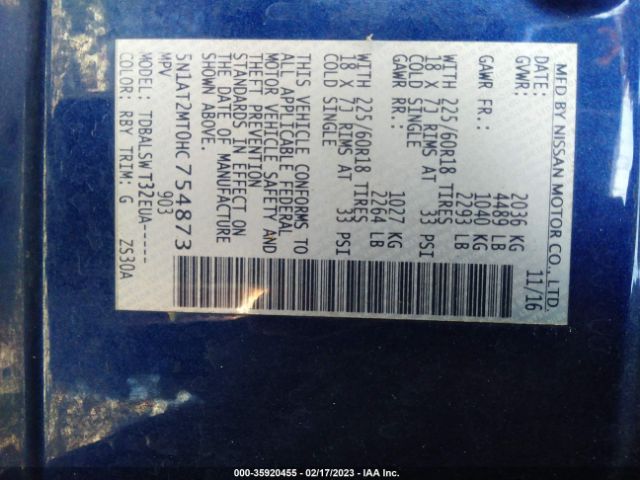 MFD BY NISSAN MOTOR CO., LTD.
DATE: 11/16
GVWR: 2036 KG
4489 LB
GAWR FR.: 1040 KG
2293 LB
WITH 225/60R18 TIRES
18 X 7J RIMS AT 33 PSI
COLD SINGLE
GAWR RR.: 1027 KG
2264 LB
WITH 225/60R18 TIRES
18 X 7J RIMS AT 33 PSI
COLD SINGLE
THIS VEHICLE CONFORMS TO
ALL APPLICABLE FEDERAL
MOTOR VEHICLE SAFETY AND
THEFT PREVENTION
STANDARDS IN EFFECT ON
THE DATE OF MANUFACTURE
SHOWN ABOVE.
5N1AT2MT0HC754873
MPV 903
MODEL: TDBALSWT32EUA-----
COLOR: RBY TRIM: G ZS30A
000-35920455 - 02/17/2023 - IAA Inc.